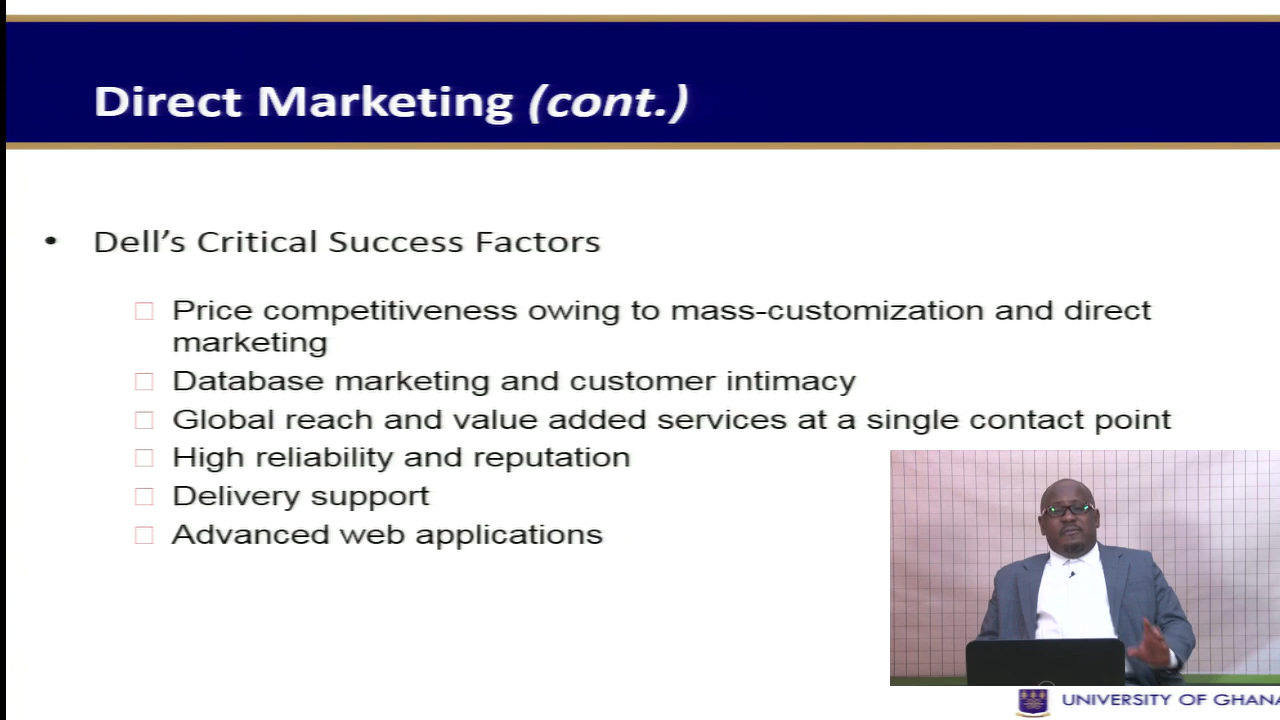 Direct Marketing (cont.)
• Dell's Critical Success Factors
□ Price competitiveness owing to mass-customization and direct
marketing
□ Database marketing and customer intimacy
□ Global reach and value added services at a single contact point
□ High reliability and reputation
□ Delivery support
□ Advanced web applications
UNIVERSITY OF GHANA